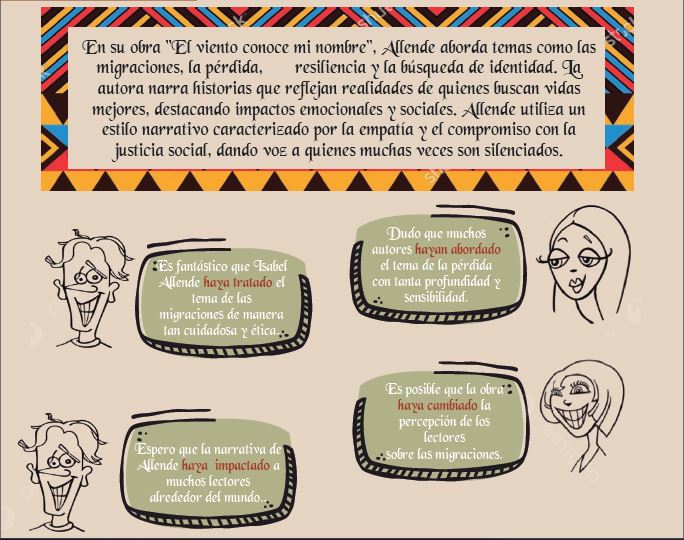 En su obra "El viento conoce mi nombre", Allende aborda temas como las
migraciones, la pérdida, resiliencia y la búsqueda de identidad. La
autora narra historias que reflejan realidades de quienes buscan vidas
mejores, destacando impactos emocionales y sociales. Allende utiliza un
estilo narrativo caracterizado por la empatía y el compromiso con la
justicia social, dando voz a quienes muchas veces son silenciados.
Es fantástico que Isabel
Allende haya tratado el
tema de las
migraciones de manera
tan cuidadosa y ética..
Dudo que muchos
autores hayan abordado
el tema de la pérdida
con tanta profundidad y
sensibilidad.
Espero que la narrativa de
Allende haya impactado a
muchos lectores
alrededor del mundo..
Es posible que la obra
haya cambiado la
percepción de los
lectores
sobre las migraciones.